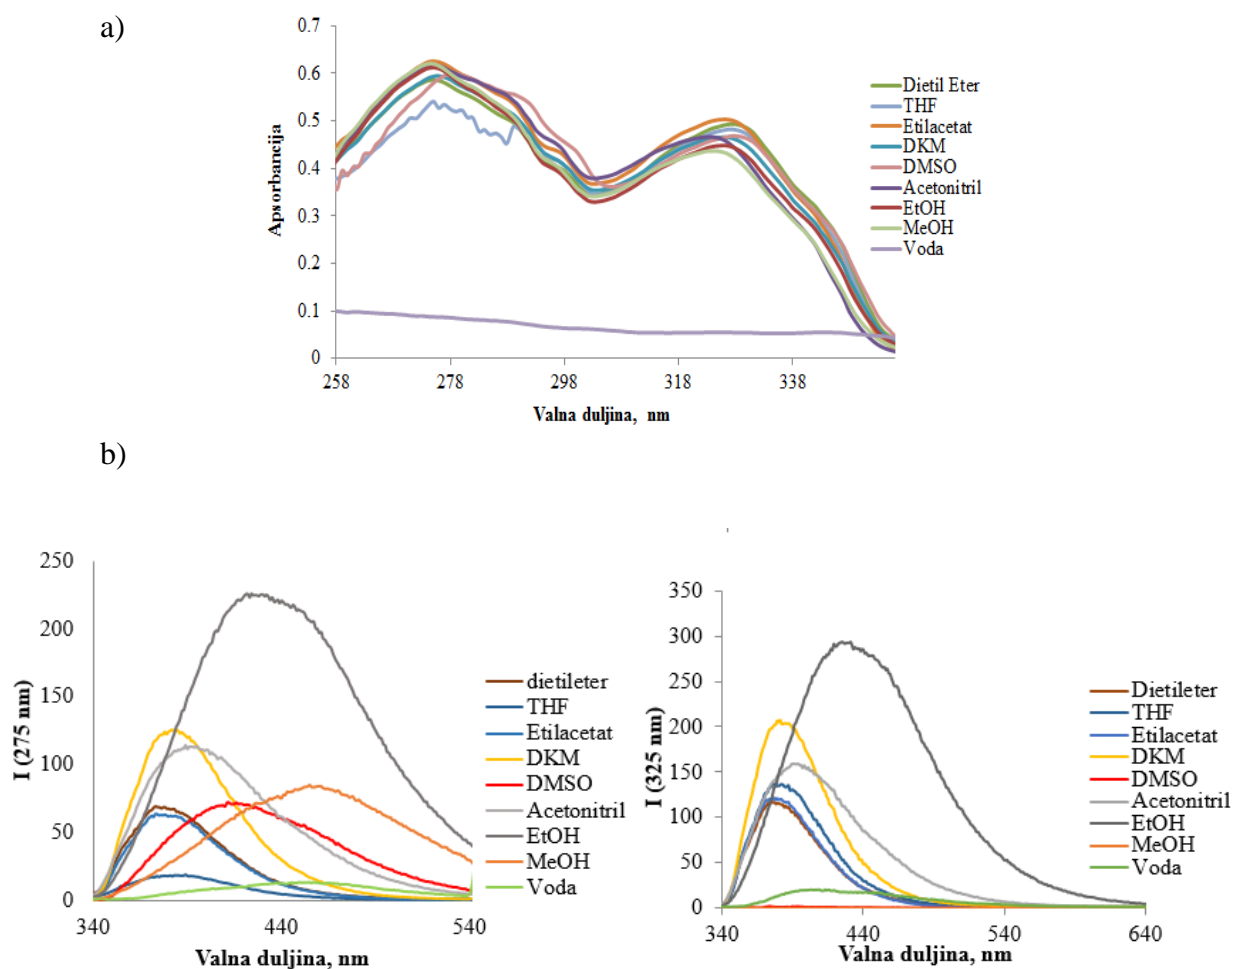 a)
0.7
0.6
0.5
0.4
0.3
0.2
0.1
0
Apsorbancija
258
278
298
318
338
Valna duljina, nm
Dietil Eter
THF
Etilacetat
DKM
DMSO
Acetonitril
EtOH
MeOH
Voda
b)
250
200
150
100
50
0
I (275 nm)
340
440
540
Valna duljina, nm
dietileter
THF
Etilacetat
DKM
DMSO
Acetonitril
EtOH
MeOH
Voda
350
300
250
200
150
100
50
0
I (325 nm)
340
440
540
640
Valna duljina, nm
Dietileter
THF
Etilacetat
DKM
DMSO
Acetonitril
EtOH
MeOH
Voda